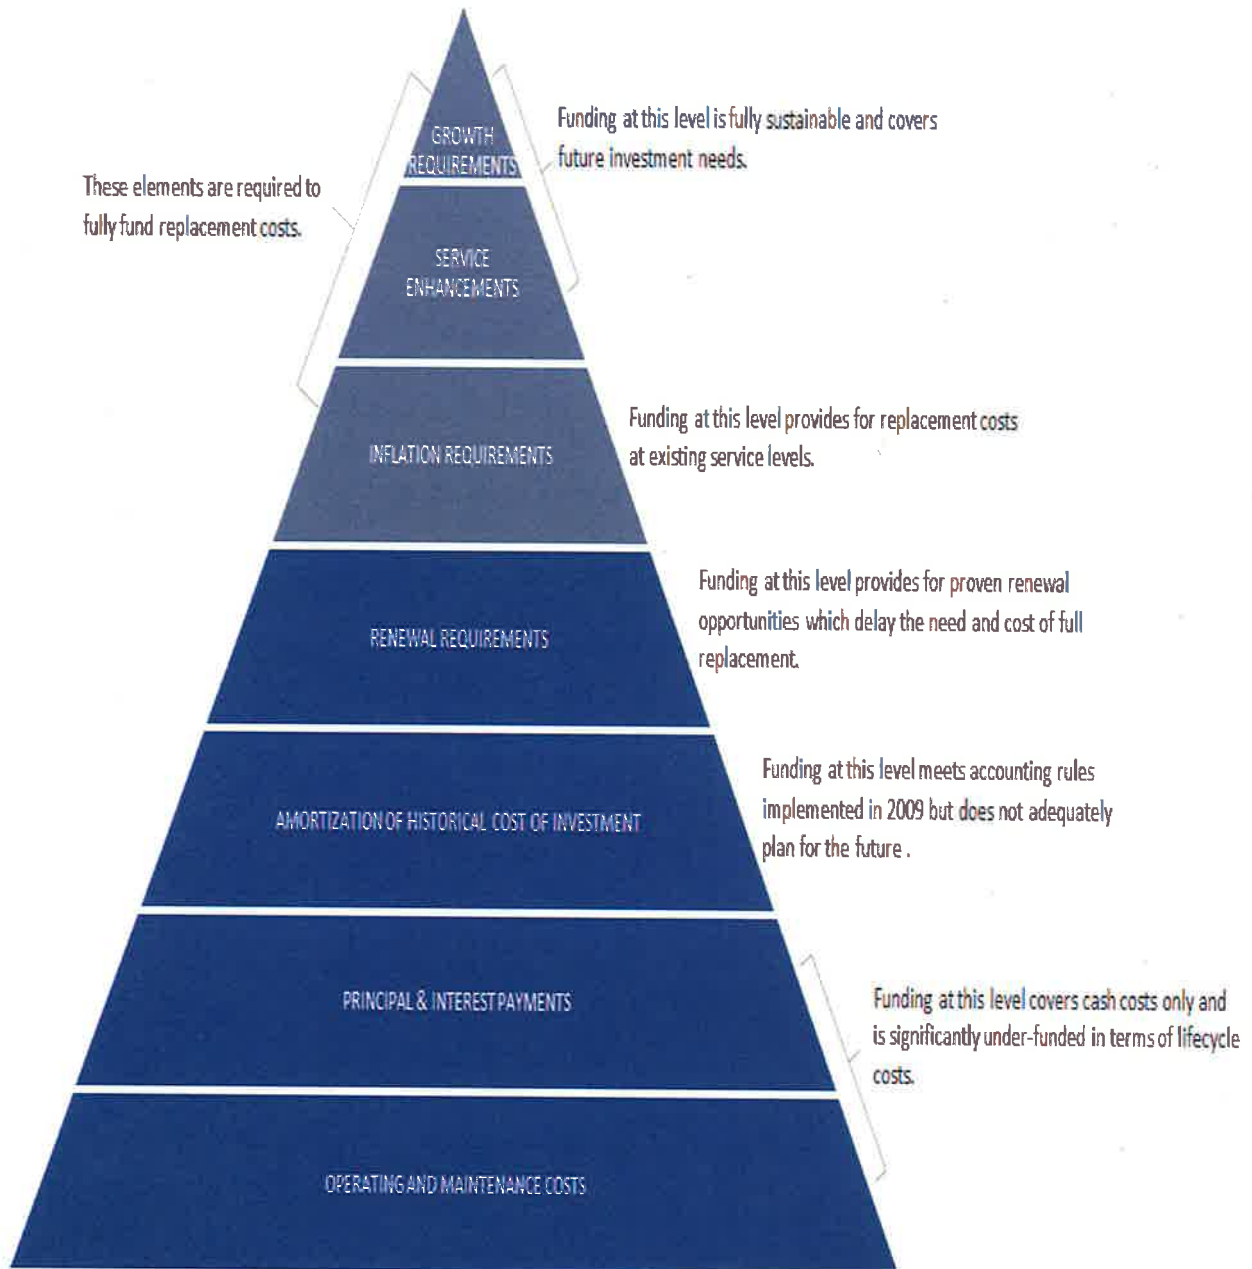 GROWTH
REQUIREMENTS
Funding at this level is fully sustainable and covers
future investment needs.
These elements are required to
fully fund replacement costs.
SERVICE
ENHANCEMENTS
INFLATION REQUIREMENTS
Funding at this level provides for replacement costs
at existing service levels.
RENEWAL REQUIREMENTS
Funding at this level provides for proven renewal
opportunities which delay the need and cost of full
replacement.
AMORTIZATION OF HISTORICAL COST OF INVESTMENT
Funding at this level meets accounting rules
implemented in 2009 but does not adequately
plan for the future .
PRINCIPAL & INTEREST PAYMENTS
Funding at this level covers cash costs only and
is significantly under-funded in terms of lifecycle
costs.
OPERATING AND MAINTENANCE COSTS